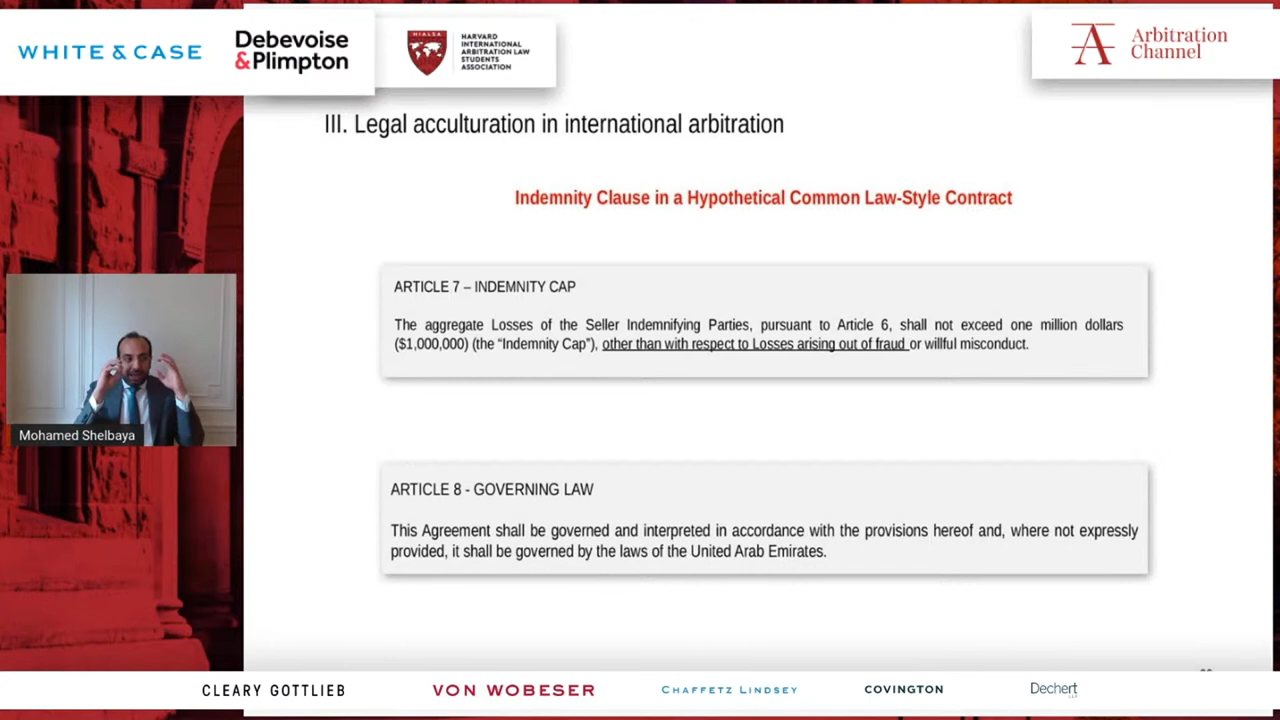 WHITE & CASE
Debevoise
&Plimpton
HIALSA
HARVARD
INTERNATIONAL
ARBITRATION LAW
STUDENTS
ASSOCIATION
Arbitration
Channel
III. Legal acculturation in international arbitration
Indemnity Clause in a Hypothetical Common Law-Style Contract
ARTICLE 7 – INDEMNITY CAP
The aggregate Losses of the Seller Indemnifying Parties, pursuant to Article 6, shall not exceed one million dollars
($1,000,000) (the “Indemnity Cap”), other than with respect to Losses arising out of fraud or willful misconduct.
Mohamed Shelbaya
ARTICLE 8 - GOVERNING LAW
This Agreement shall be governed and interpreted in accordance with the provisions hereof and, where not expressly
provided, it shall be governed by the laws of the United Arab Emirates.
CLEARY GOTTLIEB
VON WOBESER
CHAFFETZ LINDSEY
COVINGTON
Dechert
LLP